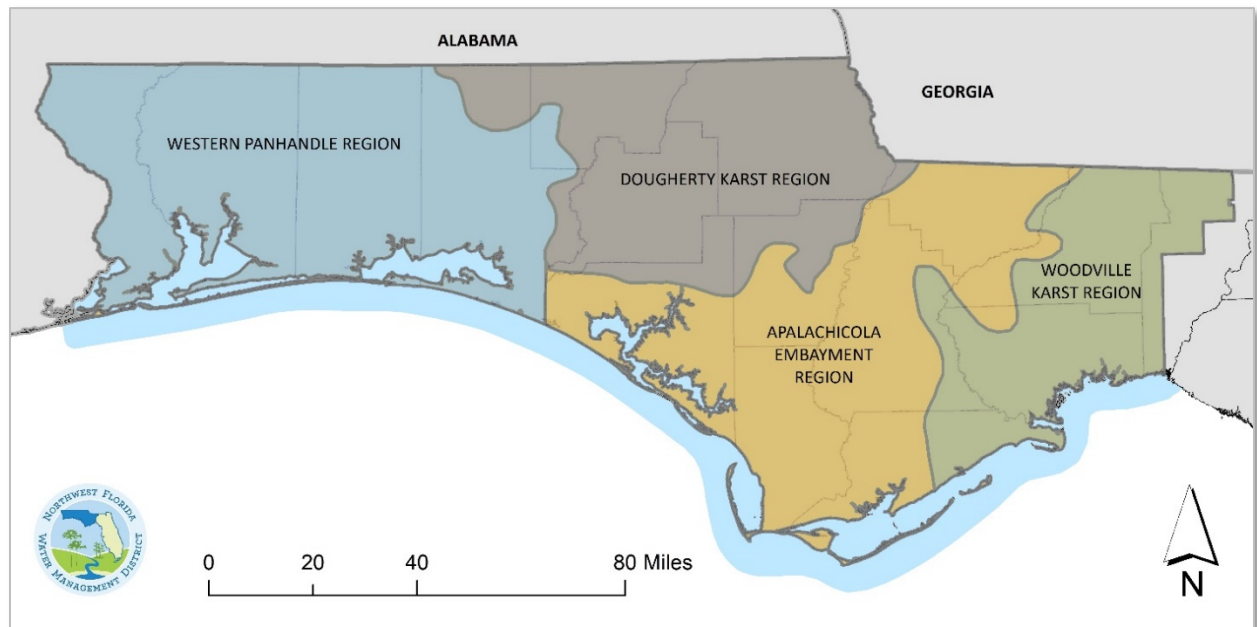 ALABAMA
GEORGIA
WESTERN PANHANDLE REGION
DOUGHERTY KARST REGION
WOODVILLE
KARST REGION
APALACHICOLA
EMBAYMENT
REGION
NORTHWEST FLORIDA
WATER MANAGEMENT DISTRICT
0 20 40 80 Miles
N